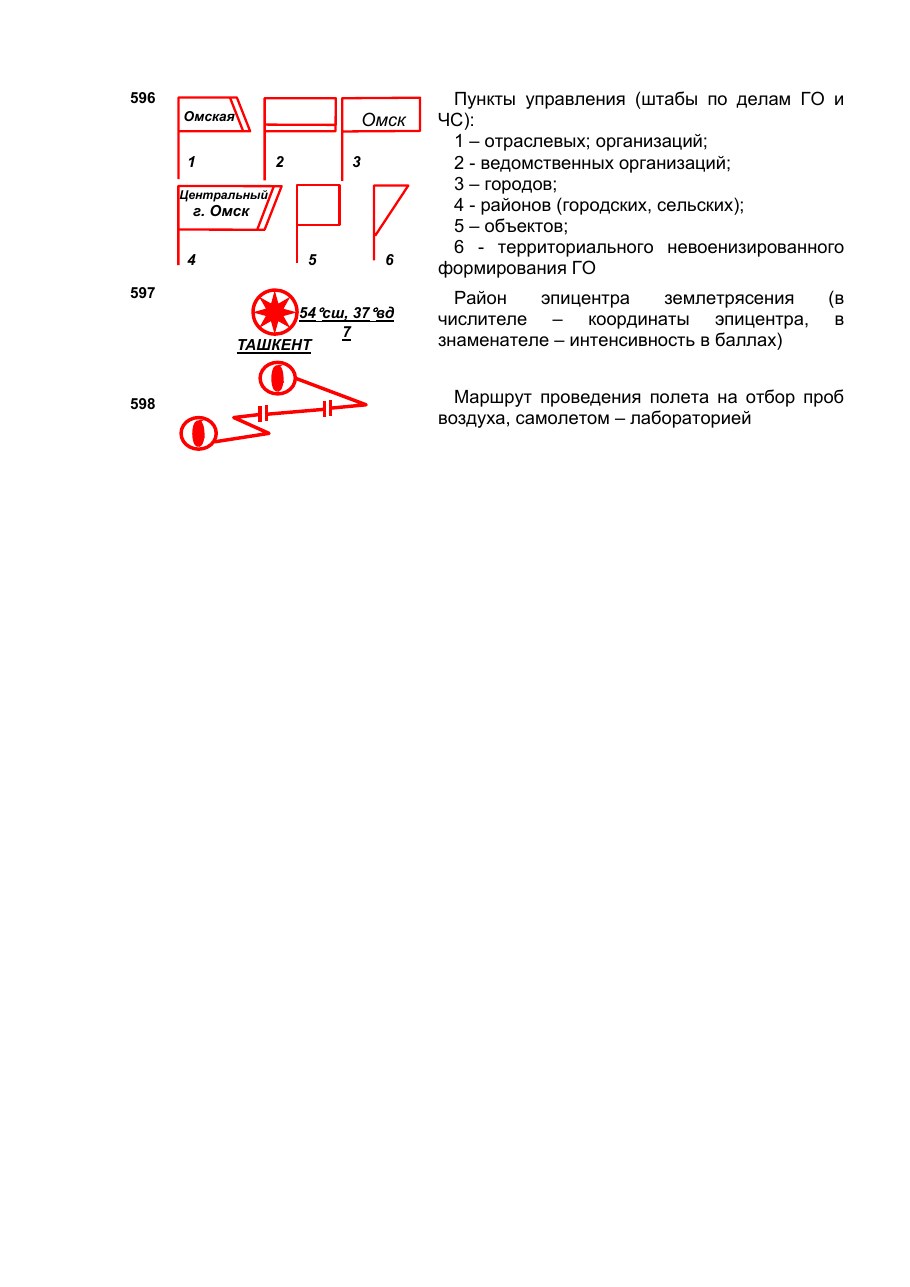 596
Омская
Омск
1
2
3
Центральный
г. Омск
4
5
6
Пункты управления (штабы по делам ГО и
ЧС):
1 – отраслевых; организаций;
2 - ведомственных организаций;
3 – городов;
4 - районов (городских, сельских);
5 – объектов;
6 - территориального невоенизированного
формирования ГО
597
54°сш, 37°вд
7
ТАШКЕНТ
Район эпицентра землетрясения (в
числителе – координаты эпицентра, в
знаменателе – интенсивность в баллах)
598
Маршрут проведения полета на отбор проб
воздуха, самолетом – лабораторией